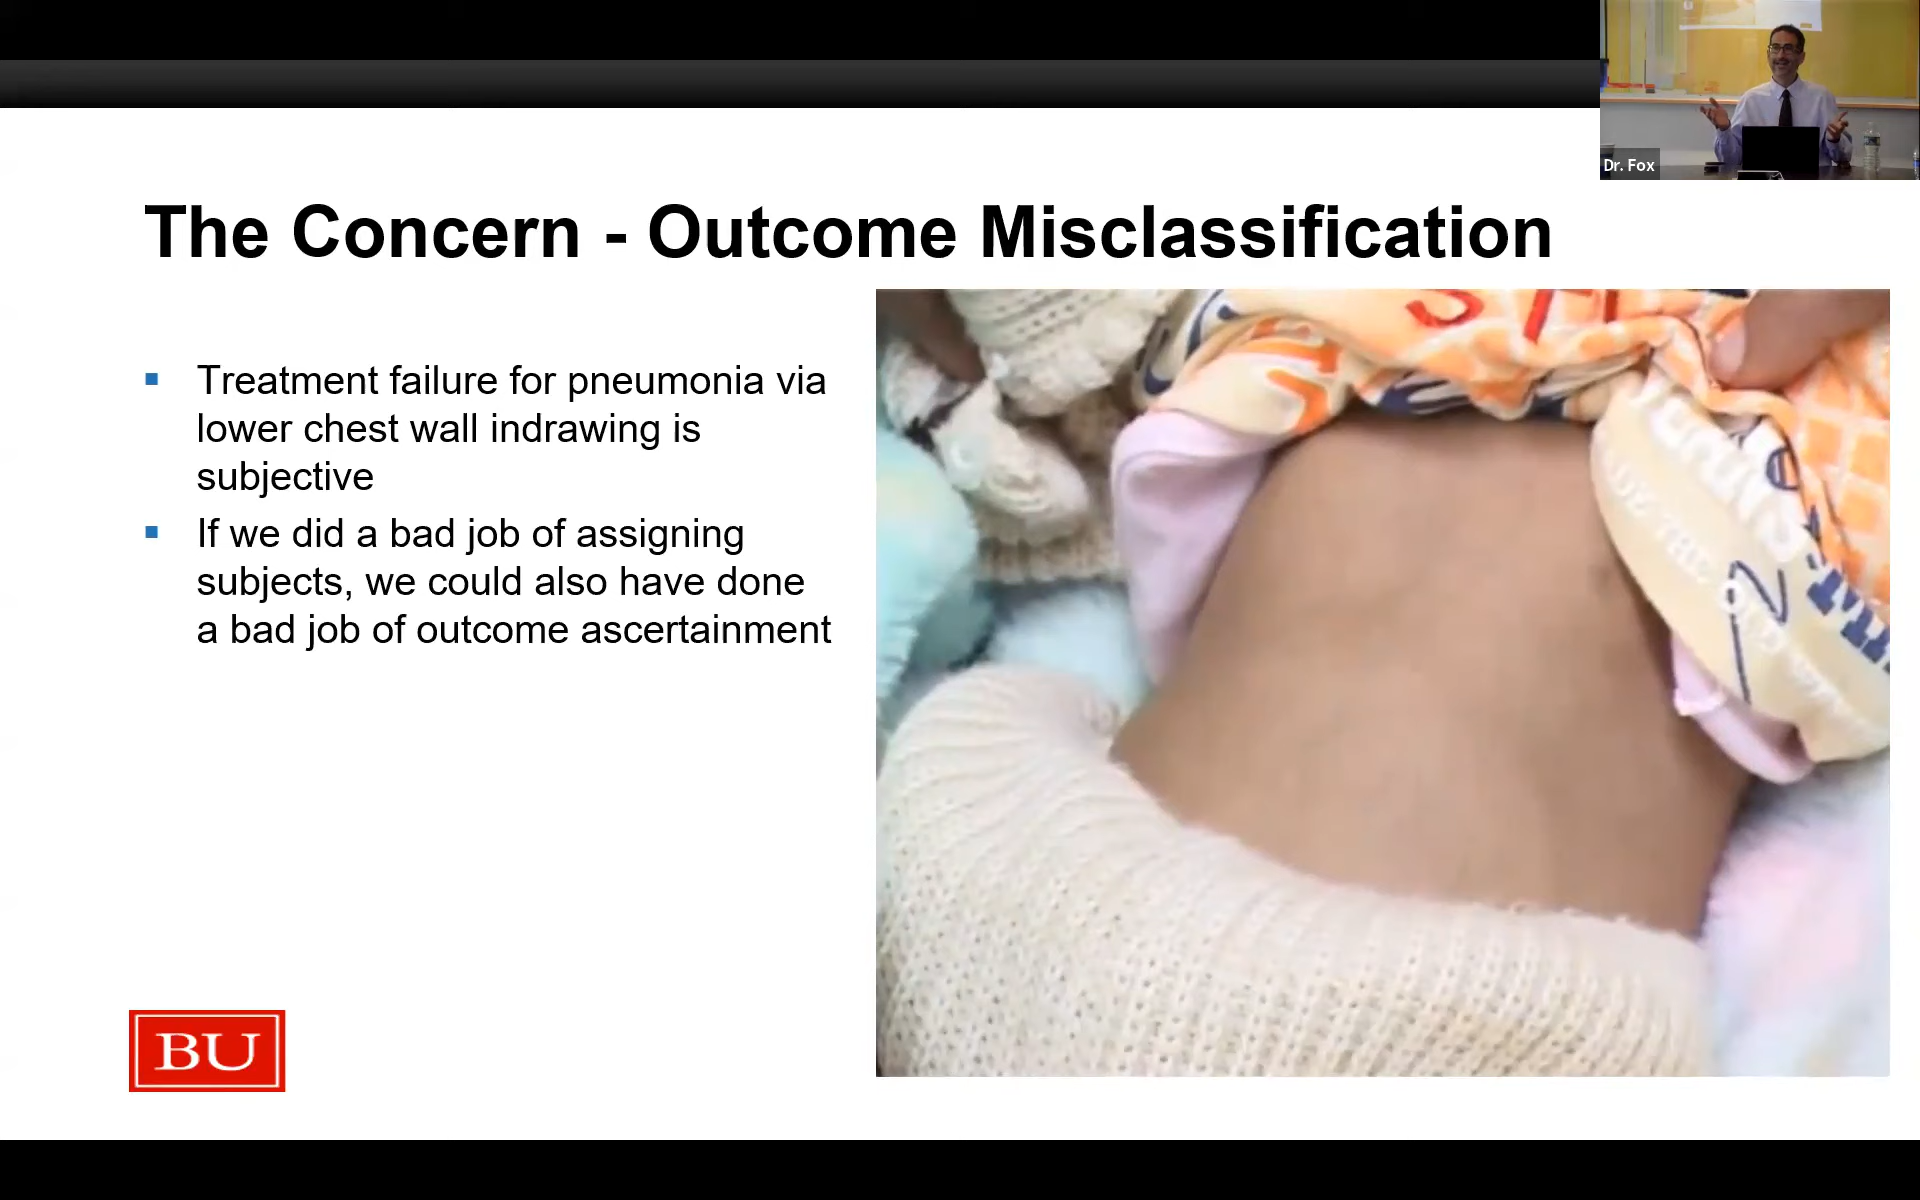 Dr. Fox
The Concern - Outcome Misclassification
Treatment failure for pneumonia via
lower chest wall indrawing is
subjective
If we did a bad job of assigning
subjects, we could also have done
a bad job of outcome ascertainment
BU